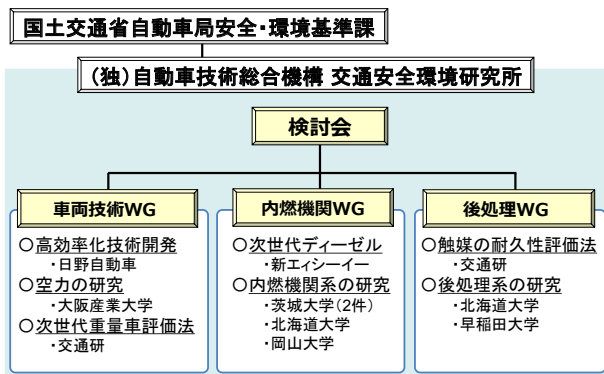 国土交通省自動車局安全・環境基準課
（独）自動車技術総合機構 交通安全環境研究所
検討会
車両技術WG
○高効率化技術開発
・日野自動車
○空力の研究
・大阪産業大学
○次世代重量車評価法
・交通研
内燃機関WG
○次世代ディーゼル
・新エィシーイー
○内燃機関系の研究
・茨城大学(2件)
・北海道大学
・岡山大学
後処理WG
○触媒の耐久性評価法
・交通研
○後処理系の研究
・北海道大学
・早稲田大学